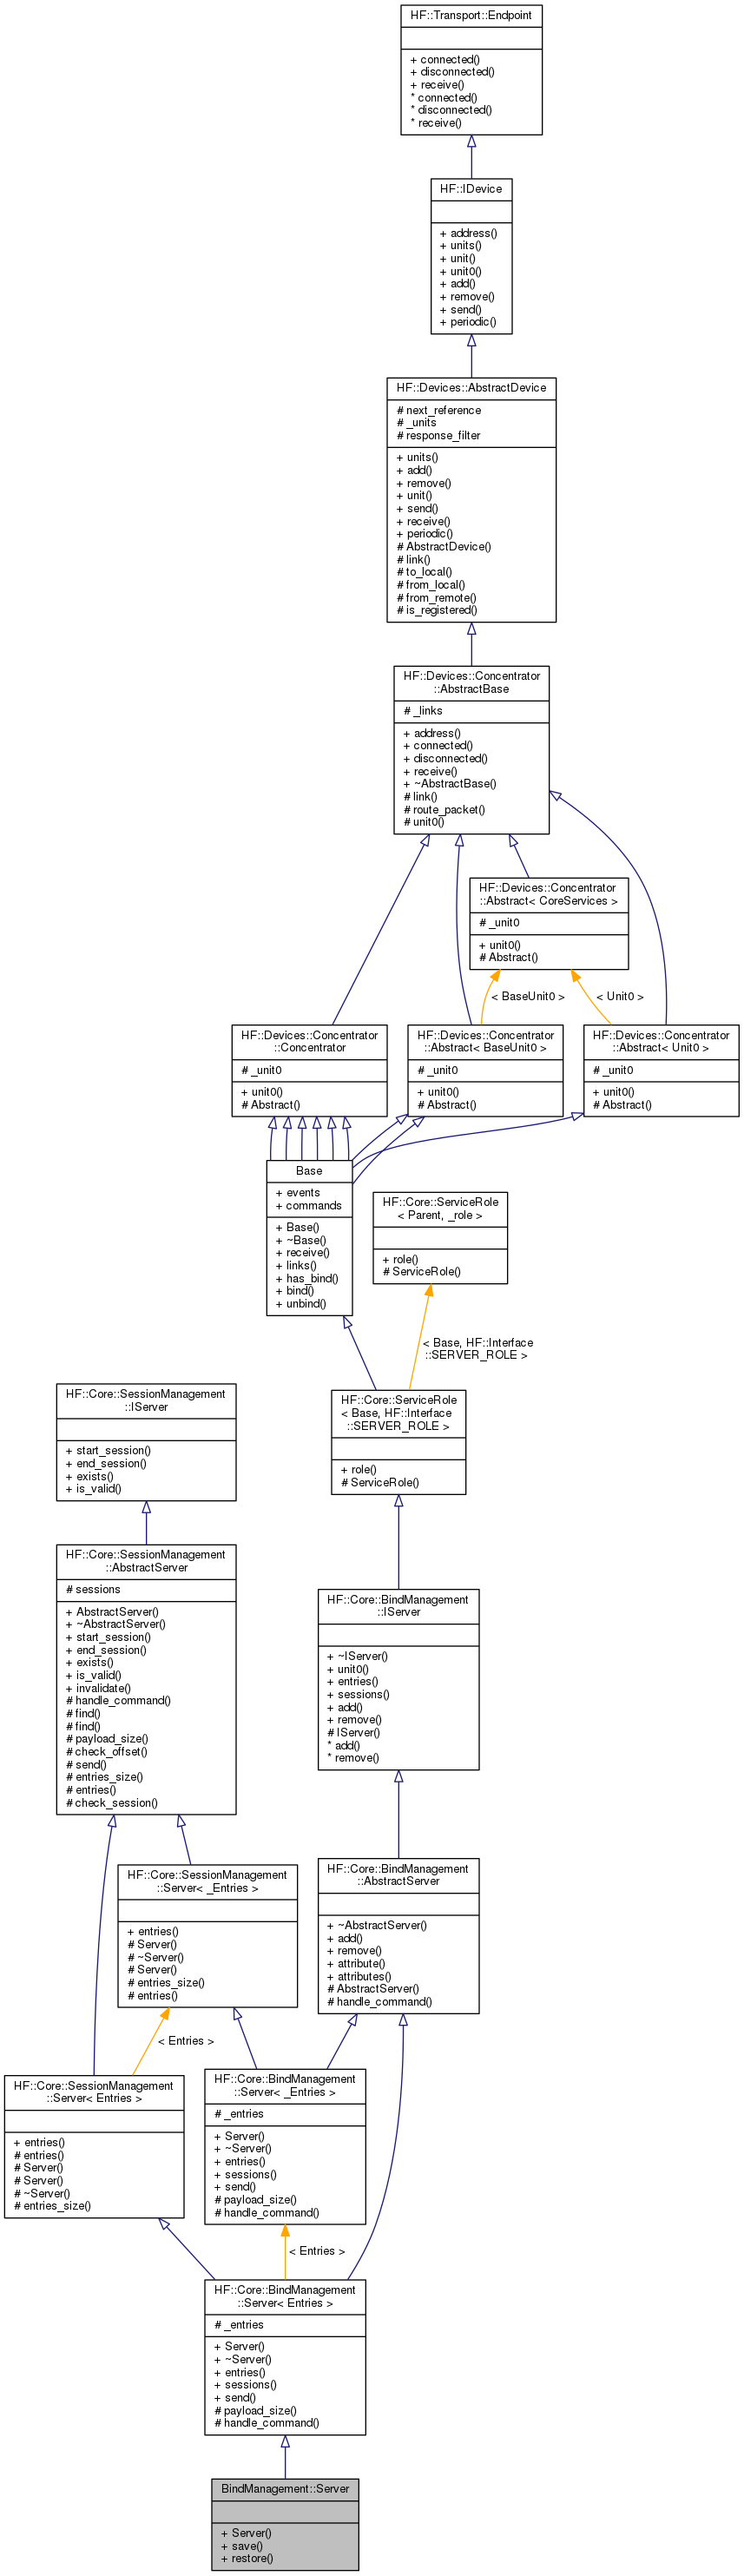 HF::Transport::Endpoint
+ connected()
+ disconnected()
+ receive()
* connected()
* disconnected()
* receive()
HF::IDevice
+ address()
+ units()
+ unit()
+ unit0()
+ add()
+ remove()
+ send()
+ periodic()
HF::Devices::AbstractDevice
# next_reference
# _units
# response_filter
+ units()
+ add()
+ remove()
+ unit()
+ send()
+ receive()
+ periodic()
# AbstractDevice()
# link()
# to_local()
# from_local()
# from_remote()
# is_registered()
HF::Devices::Concentrator
::AbstractBase
# _links
+ address()
+ connected()
+ disconnected()
+ receive()
+ ~AbstractBase()
# link()
# route_packet()
# unit0()
HF::Devices::Concentrator
::Abstract< CoreServices >
# _unit0
+ unit0()
# Abstract()
< BaseUnit0 >
< Unit0 >
HF::Devices::Concentrator
::Concentrator
# _unit0
+ unit0()
# Abstract()
HF::Devices::Concentrator
::Abstract< BaseUnit0 >
# _unit0
+ unit0()
# Abstract()
HF::Devices::Concentrator
::Abstract< Unit0 >
# _unit0
+ unit0()
# Abstract()
Base
+ events
+ commands
+ Base()
+ ~Base()
+ receive()
+ links()
+ has_bind()
+ bind()
+ unbind()
HF::Core::ServiceRole
< Parent, _role >
+ role()
# ServiceRole()
< Base, HF::Interface
::SERVER_ROLE >
HF::Core::SessionManagement
::IServer
+ start_session()
+ end_session()
+ exists()
+ is_valid()
HF::Core::ServiceRole
< Base, HF::Interface
::SERVER_ROLE >
+ role()
# ServiceRole()
HF::Core::SessionManagement
::AbstractServer
# sessions
+ AbstractServer()
+ ~AbstractServer()
+ start_session()
+ end_session()
+ exists()
+ is_valid()
+ invalidate()
# handle_command()
# find()
# find()
# payload_size()
# check_offset()
# send()
# entries_size()
# entries()
# check_session()
HF::Core::BindManagement
::IServer
+ ~IServer()
+ unit0()
+ entries()
+ sessions()
+ add()
+ remove()
# IServer()
* add()
* remove()
HF::Core::SessionManagement
::Server< _Entries >
+ entries()
# Server()
# ~Server()
# Server()
# entries_size()
# entries()
HF::Core::BindManagement
::AbstractServer
+ ~AbstractServer()
+ add()
+ remove()
+ attribute()
+ attributes()
# AbstractServer()
# handle_command()
< Entries >
HF::Core::SessionManagement
::Server< Entries >
+ entries()
# entries()
# Server()
# Server()
# ~Server()
# entries_size()
HF::Core::BindManagement
::Server< _Entries >
# _entries
+ Server()
+ ~Server()
+ entries()
+ sessions()
+ send()
# payload_size()
# handle_command()
< Entries >
HF::Core::BindManagement
::Server< Entries >
# _entries
+ Server()
+ ~Server()
+ entries()
+ sessions()
+ send()
# payload_size()
# handle_command()
BindManagement::Server
+ Server()
+ save()
+ restore()